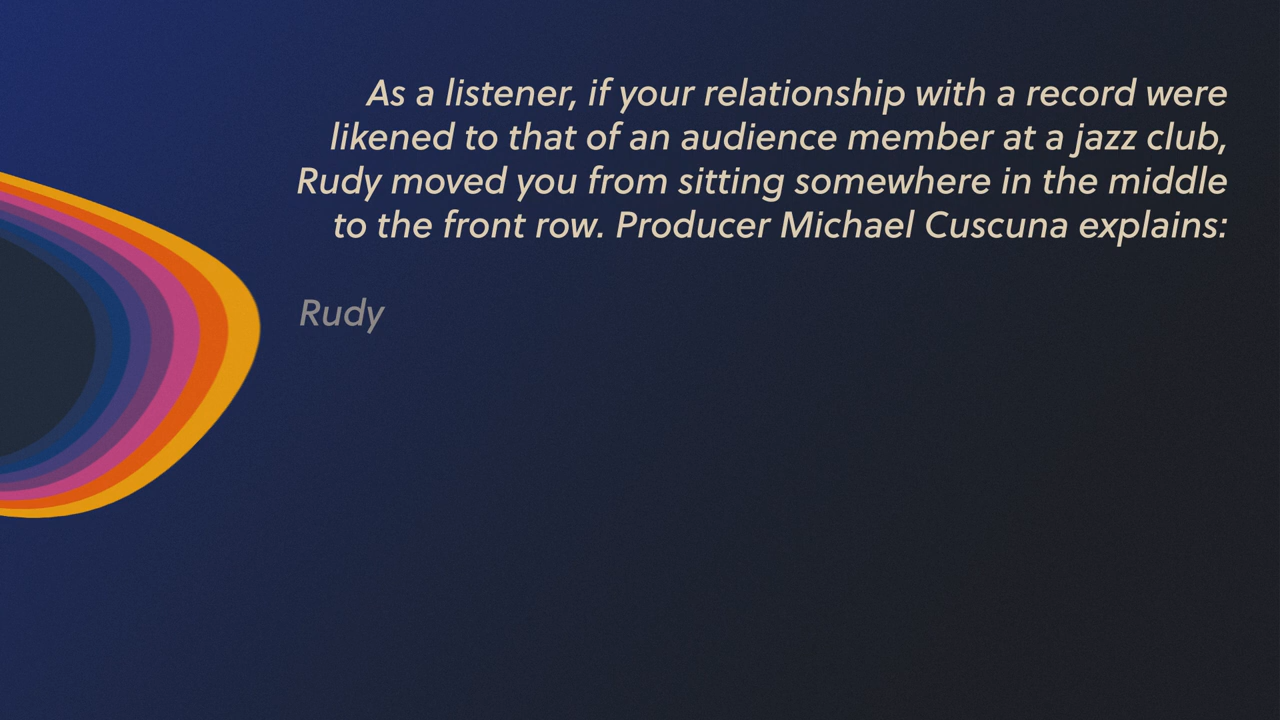 As a listener, if your relationship with a record were
likened to that of an audience member at a jazz club,
Rudy moved you from sitting somewhere in the middle
to the front row. Producer Michael Cuscuna explains:
Rudy